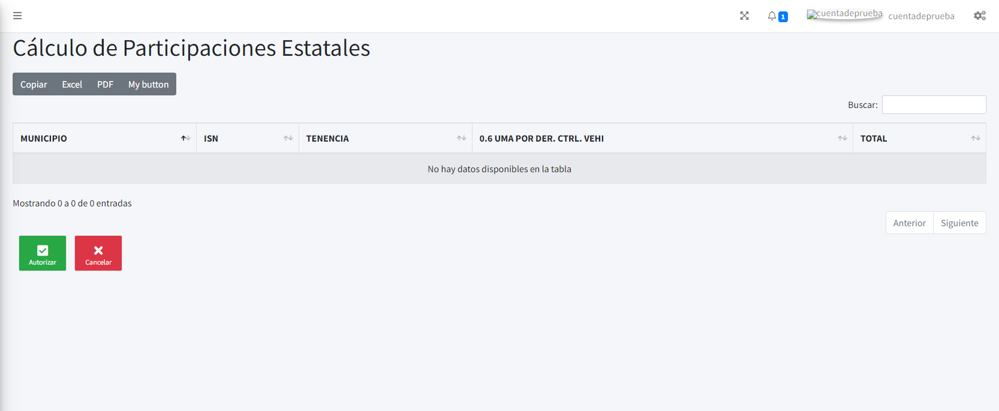 1 cuentadeprueba cuentadeprueba
Cálculo de Participaciones Estatales
Copiar Excel PDF My button
Buscar:
MUNICIPIO ISN TENENCIA 0.6 UMA POR DER. CTRL. VEHI TOTAL
No hay datos disponibles en la tabla
Mostrando 0 a 0 de 0 entradas
Anterior Siguiente
Autorizar Cancelar